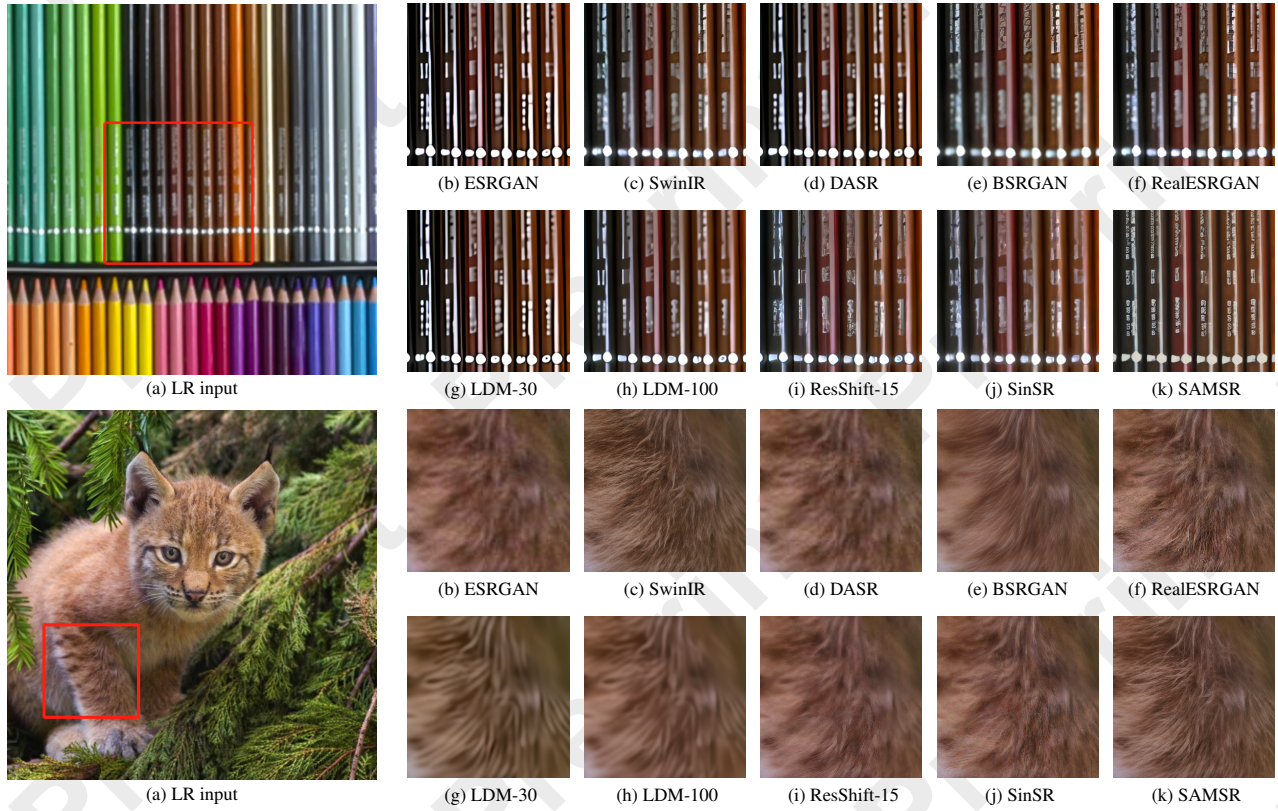 (b) ESRGAN
(c) SwinIR
(d) DASR
(e) BSRGAN
(f) RealESRGAN
(a) LR input
(g) LDM-30
(h) LDM-100
(i) ResShift-15
(j) SinSR
(k) SAMSR
(b) ESRGAN
(c) SwinIR
(d) DASR
(e) BSRGAN
(f) RealESRGAN
(a) LR input
(g) LDM-30
(h) LDM-100
(i) ResShift-15
(j) SinSR
(k) SAMSR